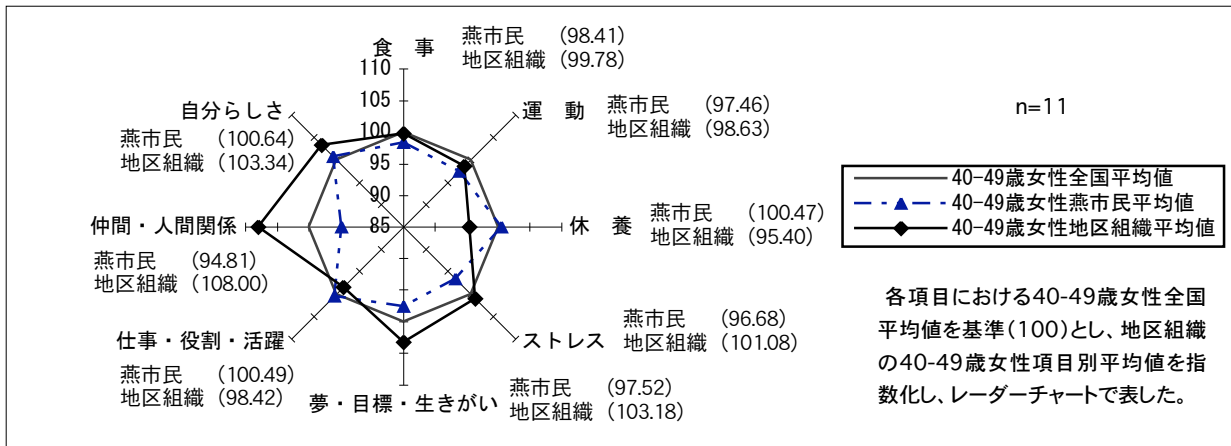 燕市民 (98.41)
地区組織 (99.78)
食 事
110
105
100
95
90
85
運 動
燕市民 (97.46)
地区組織 (98.63)
休 養
燕市民 (100.47)
地区組織 (95.40)
ストレス
燕市民 (96.68)
地区組織 (101.08)
夢・目標・生きがい
燕市民 (97.52)
地区組織 (103.18)
仕事・役割・活躍
燕市民 (100.49)
地区組織 (98.42)
仲間・人間関係
燕市民 (94.81)
地区組織 (108.00)
自分らしさ
燕市民 (100.64)
地区組織 (103.34)
n=11
40-49歳女性全国平均値
40-49歳女性燕市民平均値
40-49歳女性地区組織平均値
各項目における40-49歳女性全国
平均値を基準(100)とし、地区組織
の40-49歳女性項目別平均値を指
数化し、レーダーチャートで表した。